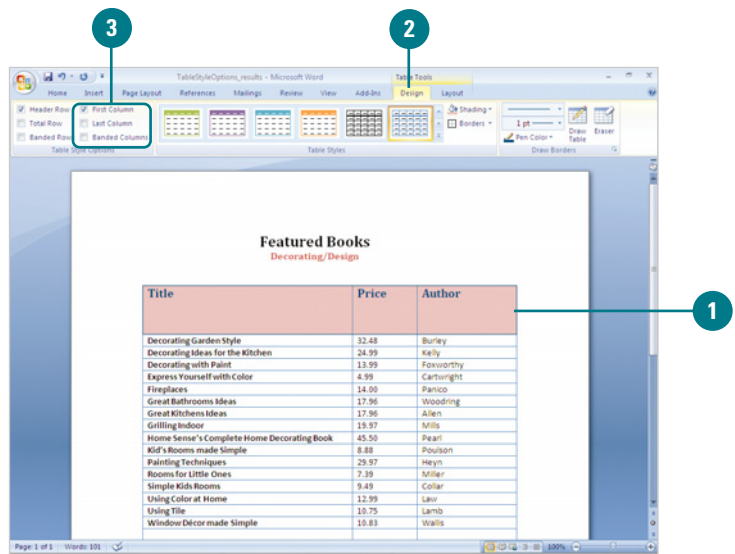 3
2
TableStyleOptions_results - Microsoft Word
Table Tools
Home Insert Page Layout References Mailings Review View Add-Ins Design Layout
Header Row First Column
Total Row Last Column
Banded Rows Banded Columns
Shading
Borders
1 pt
Pen Color
Draw Table
Eraser
Table Style Options
Table Styles
Draw Borders
Featured Books
Decorating/Design
Title Price Author
1
Decorating Garden Style 32.48 Burley
Decorating Ideas for the Kitchen 24.99 Kelly
Decorating with Paint 13.99 Foxworthy
Express Yourself with Color 4.99 Cartwright
Fireplaces 14.00 Panico
Great Bathrooms Ideas 17.96 Woodring
Great Kitchens Ideas 17.96 Allen
Grilling Indoor 19.97 Mills
Home Sense's Complete Home Decorating Book 45.50 Pearl
Kid's Rooms made Simple 8.88 Poulson
Painting Techniques 29.97 Heyn
Rooms for Little Ones 7.39 Miller
Simple Kids Rooms 9.49 Collar
Using Color at Home 12.99 Law
Using Tile 10.75 Lamb
Window Décor made Simple 10.83 Walls
Page: 1 of 1 Words: 101 100%